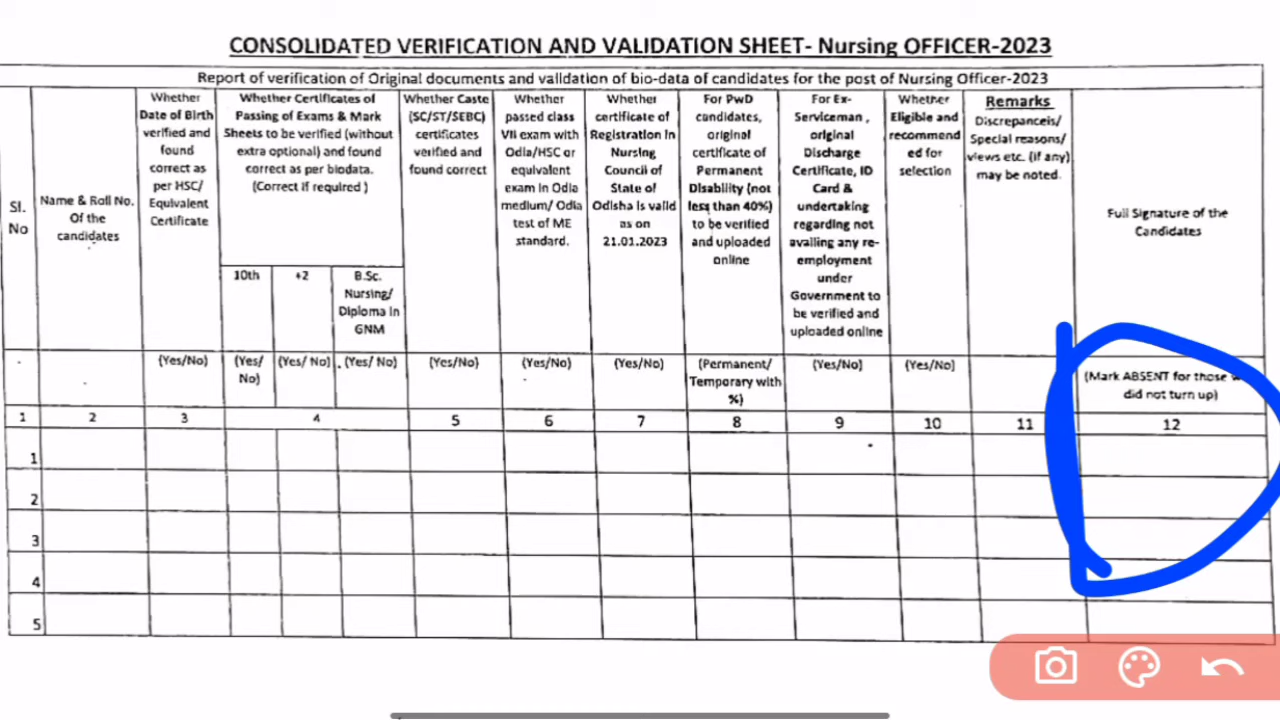 CONSOLIDATED VERIFICATION AND VALIDATION SHEET- Nursing OFFICER-2023
Report of verification of Original documents and validation of bio-data of candidates for the post of Nursing Officer-2023
Sl.
No
Name & Roll No.
Of the
candidates
Whether
Date of Birth
verified and
found
correct as
per HSC/
Equivalent
Certificate
Whether Certificates of
Passing of Exams & Mark
Sheets to be verified (without
extra optional) and found
correct as per biodata.
(Correct if required )
10th
+2
B.Sc.
Nursing/
Diploma in
GNM
Whether Caste
(SC/ST/SEBC)
certificates
verified and
found correct
Whether
passed class
VII exam with
Odia/HSC or
equivalent
exam in Odia
medium/ Odia
test of ME
standard.
Whether
certificate of
Registration in
Nursing
Council of
State of
Odisha is valid
as on
21.01.2023
For PwD
candidates,
original
certificate of
Permanent
Disability (not
less than 40%)
to be verified
and uploaded
online
For Ex-
Serviceman ,
original
Discharge
Certificate, ID
Card &
undertaking
regarding not
availing any re-
employment
under
Government to
be verified and
uploaded online
Whether
Eligible and
recommend
ed for
selection
Remarks
Discrepancies/
Special reasons/
views etc. (if any)
may be noted.
Full Signature of the
Candidates
(Yes/No)
(Yes/
No)
(Yes/ No)
(Yes/ No)
(Yes/No)
(Yes/No)
(Yes/No)
(Permanent/
Temporary with
%)
(Yes/No)
(Yes/No)
(Mark ABSENT for those
did not turn up)
1 2 3 4 5 6 7 8 9 10 11 12
1
2
3
4
5